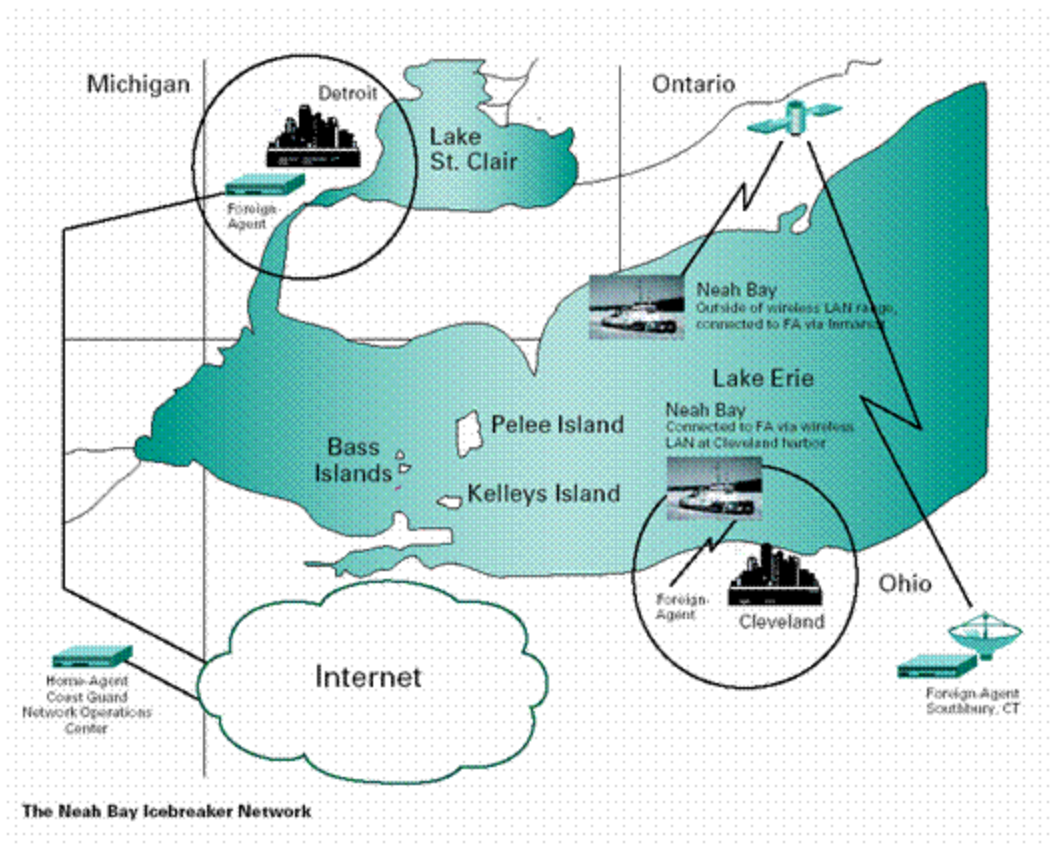 Michigan
Detroit
Ontario
Lake
St. Clair
Foreign-
Agent
Neah Bay
Outside of wireless LAN range,
connected to FA via Inmarsat
Lake Erie
Neah Bay
Connected to FA via wireless
LAN at Cleveland harbor
Pelee Island
Bass
Islands
Kelleys Island
Ohio
Foreign-
Agent
Cleveland
Internet
Home-Agent
Coast Guard
Network Operations
Center
Foreign-Agent
Southbury, CT
The Neah Bay Icebreaker Network